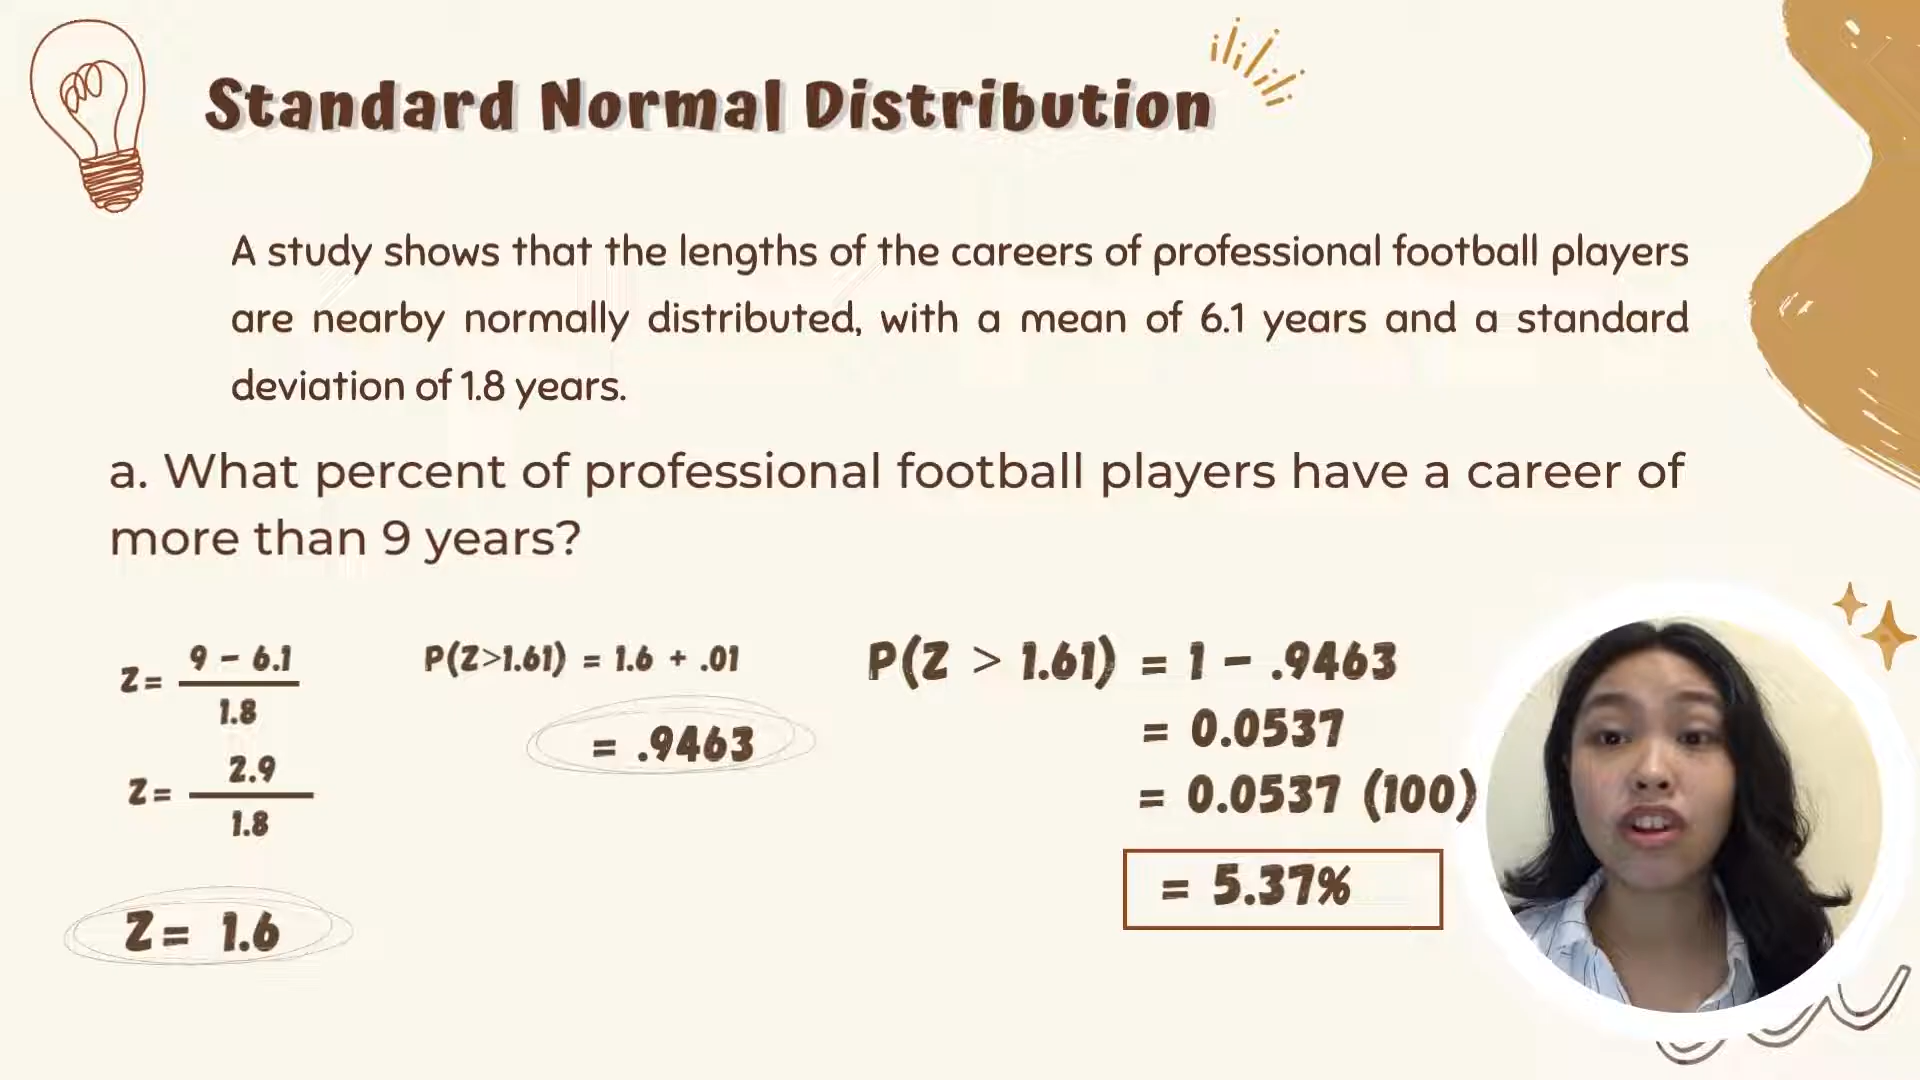 Standard Normal Distribution
A study shows that the lengths of the careers of professional football players
are nearby normally distributed, with a mean of 6.1 years and a standard
deviation of 1.8 years.
a. What percent of professional football players have a career of
more than 9 years?
Z= 9 – 6.1
1.8
Z= 2.9
1.8
Z= 1.6
P(Z>1.61) = 1.6 + .01
= .9463
P(Z > 1.61) = 1 – .9463
= 0.0537
= 0.0537 (100)
= 5.37%